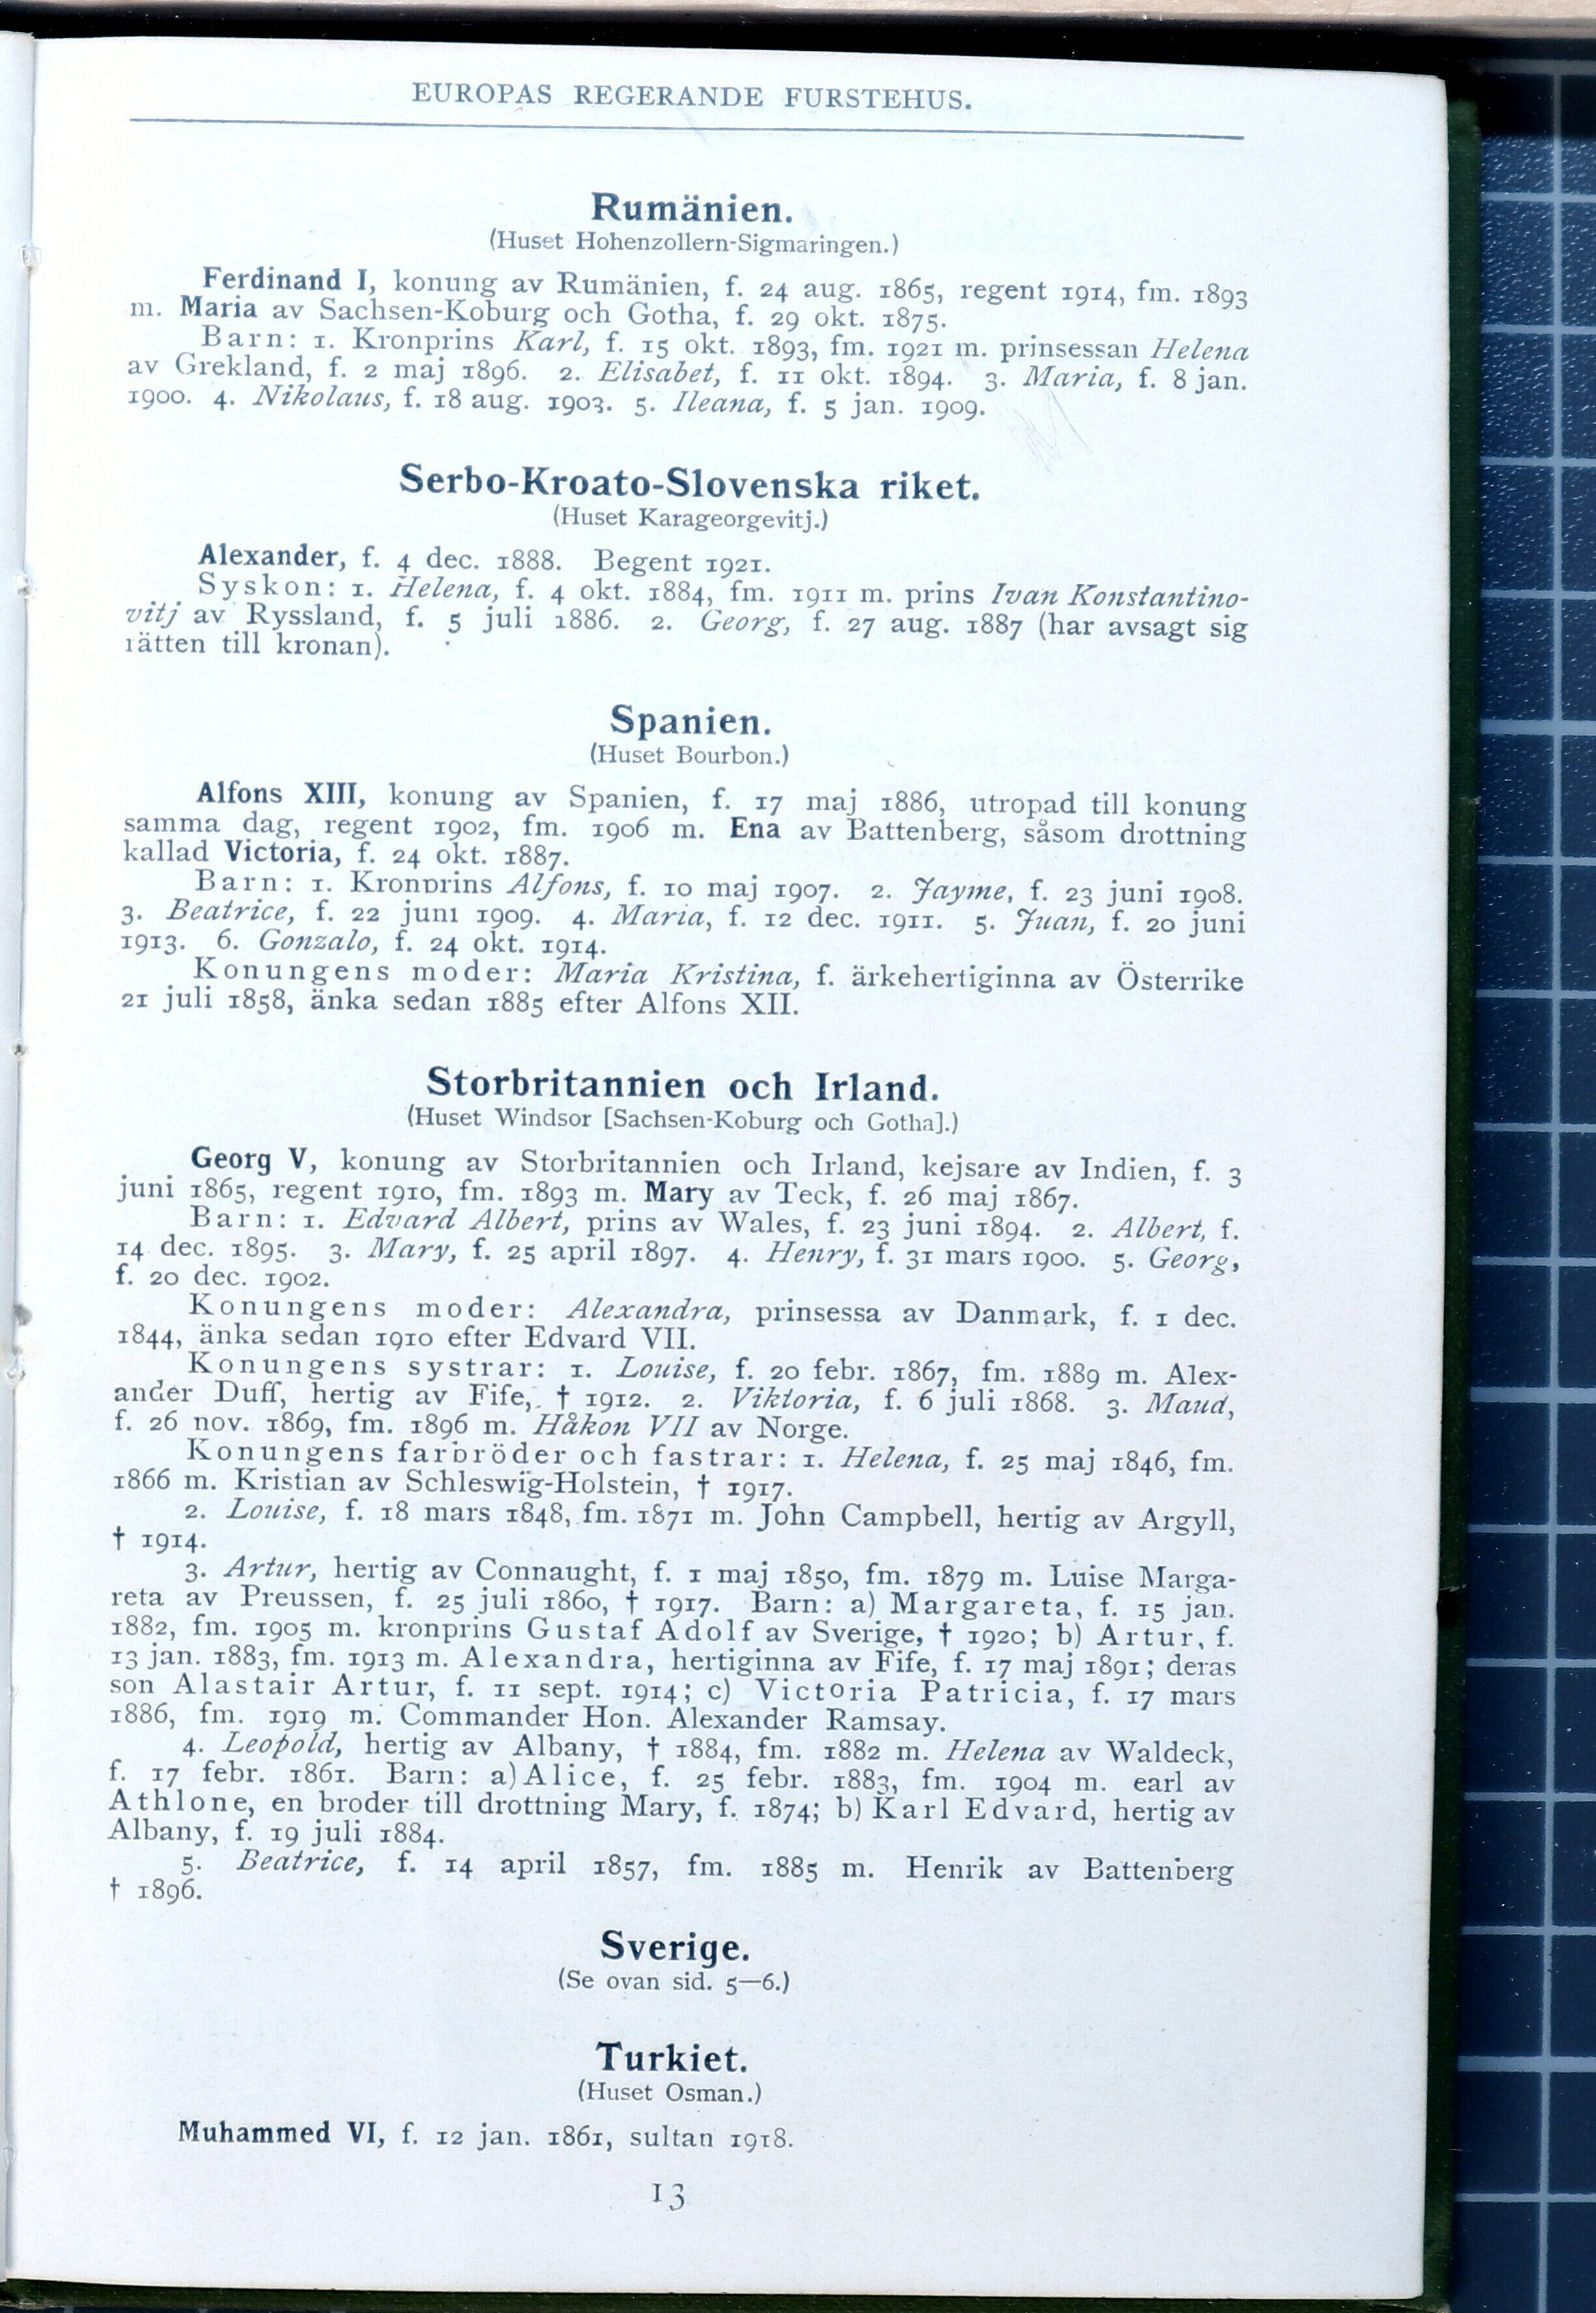 EUROPAS REGERANDE FURSTEHUS.
Rumänien.
(Huset Hohenzollern-Sigmaringen.)
Ferdinand I, konung av Rumänien, f. 24 aug. 1865, regent 1914, fm. 1893
m. Maria av Sachsen-Koburg och Gotha, f. 29 okt. 1875.
Barn: 1. Kronprins Karl, f. 15 okt. 1893, fm. 1921 m. prinsessan Helena
av Grekland, f. 2 maj 1896. 2. Elisabet, f. 11 okt. 1894. 3. Maria, f. 8 jan.
1900. 4. Nikolaus, f. 18 aug. 1903. 5. Ileana, f. 5 jan. 1909.
Serbo-Kroato-Slovenska riket.
(Huset Karageorgevitj.)
Alexander, f. 4 dec. 1888. Begent 1921.
Syskon: 1. Helena, f. 4 okt. 1884, fm. 1911 m. prins Ivan Konstantino-
vitj av Ryssland, f. 5 juli 1886. 2. Georg, f. 27 aug. 1887 (har avsagt sig
rätten till kronan).
Spanien.
(Huset Bourbon.)
Alfons XIII, konung av Spanien, f. 17 maj 1886, utropad till konung
samma dag, regent 1902, fm. 1906 m. Ena av Battenberg, såsom drottning
kallad Victoria, f. 24 okt. 1887.
Barn: 1. Kronprins Alfons, f. 10 maj 1907. 2. Jayme, f. 23 juni 1908.
3. Beatrice, f. 22 juni 1909. 4. Maria, f. 12 dec. 1911. 5. Juan, f. 20 juni
1913. 6. Gonzalo, f. 24 okt. 1914.
Konungens moder: Maria Kristina, f. ärkehertiginna av Österrike
21 juli 1858, änka sedan 1885 efter Alfons XII.
Storbritannien och Irland.
(Huset Windsor [Sachsen-Koburg och Gotha].)
Georg V, konung av Storbritannien och Irland, kejsare av Indien, f. 3
juni 1865, regent 1910, fm. 1893 m. Mary av Teck, f. 26 maj 1867.
Barn: 1. Edvard Albert, prins av Wales, f. 23 juni 1894. 2. Albert, f.
14 dec. 1895. 3. Mary, f. 25 april 1897. 4. Henry, f. 31 mars 1900. 5. Georg,
f. 20 dec. 1902.
Konungens moder: Alexandra, prinsessa av Danmark, f. 1 dec.
1844, änka sedan 1910 efter Edvard VII.
Konungens systrar: 1. Louise, f. 20 febr. 1867, fm. 1889 m. Alex-
ander Duff, hertig av Fife, † 1912. 2. Viktoria, f. 6 juli 1868. 3. Maud,
f. 26 nov. 1869, fm. 1896 m. Håkon VII av Norge.
Konungens farbröder och fastrar: 1. Helena, f. 25 maj 1846, fm.
1866 m. Kristian av Schleswig-Holstein, † 1917.
2. Louise, f. 18 mars 1848, fm. 1871 m. John Campbell, hertig av Argyll,
† 1914.
3. Artur, hertig av Connaught, f. 1 maj 1850, fm. 1879 m. Luise Marga-
reta av Preussen, f. 25 juli 1860, † 1917. Barn: a) Margareta, f. 15 jan.
1882, fm. 1905 m. kronprins Gustaf Adolf av Sverige, † 1920; b) Artur, f.
13 jan. 1883, fm. 1913 m. Alexandra, hertiginna av Fife, f. 17 maj 1891; deras
son Alastair Artur, f. 11 sept. 1914; c) Victoria Patricia, f. 17 mars
1886, fm. 1919 m. Commander Hon. Alexander Ramsay.
4. Leopold, hertig av Albany, † 1884, fm. 1882 m. Helena av Waldeck,
f. 17 febr. 1861. Barn: a) Alice, f. 25 febr. 1883, fm. 1904 m. earl av
Athlone, en broder till drottning Mary, f. 1874; b) Karl Edvard, hertig av
Albany, f. 19 juli 1884.
5. Beatrice, f. 14 april 1857, fm. 1885 m. Henrik av Battenberg
† 1896.
Sverige.
(Se ovan sid. 5—6.)
Turkiet.
(Huset Osman.)
Muhammed VI, f. 12 jan. 1861, sultan 1918.
13